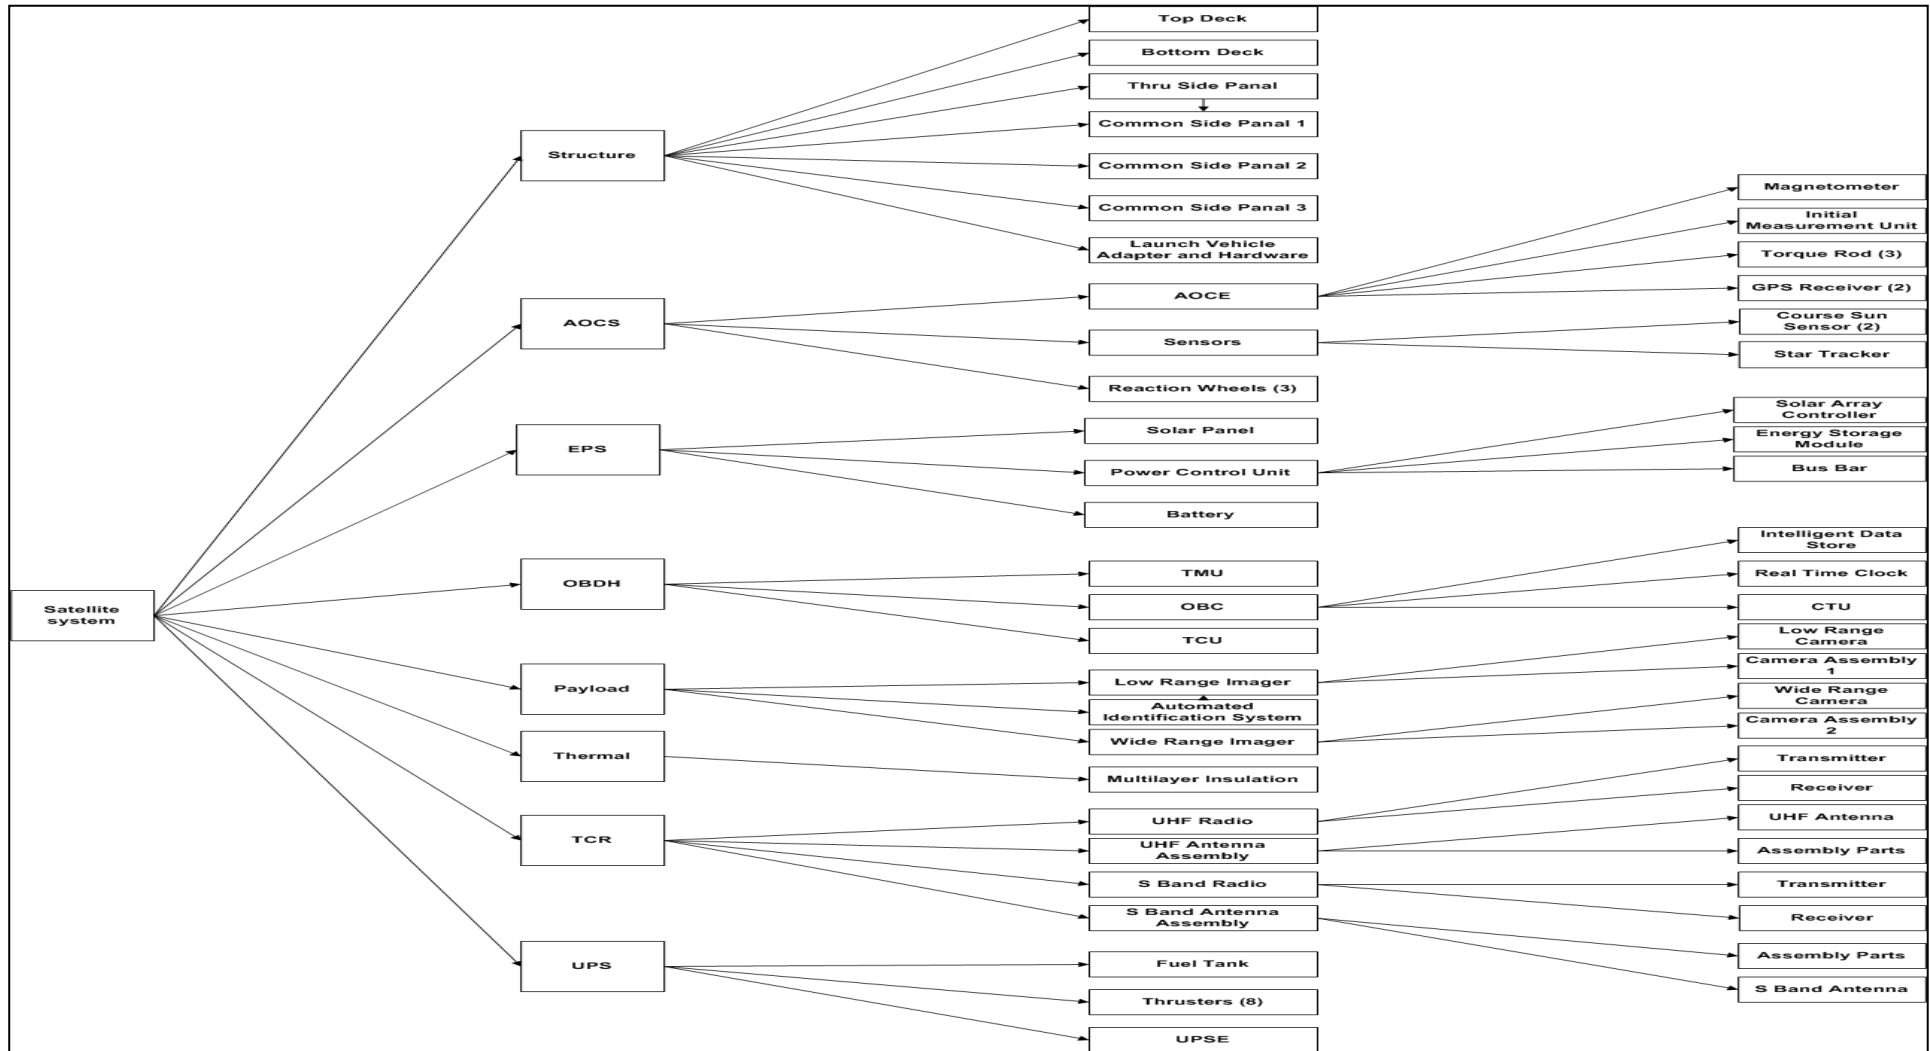 Satellite
system
Structure
AOCS
EPS
OBDH
Payload
Thermal
TCR
UPS
Top Deck
Bottom Deck
Thru Side Panal
Common Side Panal 1
Common Side Panal 2
Common Side Panal 3
Launch Vehicle
Adapter and Hardware
AOCE
Sensors
Reaction Wheels (3)
Solar Panel
Power Control Unit
Battery
TMU
OBC
TCU
Low Range Imager
Automated
Identification System
Wide Range Imager
Multilayer Insulation
UHF Radio
UHF Antenna
Assembly
S Band Radio
S Band Antenna
Assembly
Fuel Tank
Thrusters (8)
UPSE
Magnetometer
Initial
Measurement Unit
Torque Rod (3)
GPS Receiver (2)
Course Sun
Sensor (2)
Star Tracker
Solar Array
Controller
Energy Storage
Module
Bus Bar
Intelligent Data
Store
Real Time Clock
CTU
Low Range
Camera
Camera Assembly
1
Wide Range
Camera
Camera Assembly
2
Transmitter
Receiver
UHF Antenna
Assembly Parts
Transmitter
Receiver
Assembly Parts
S Band Antenna